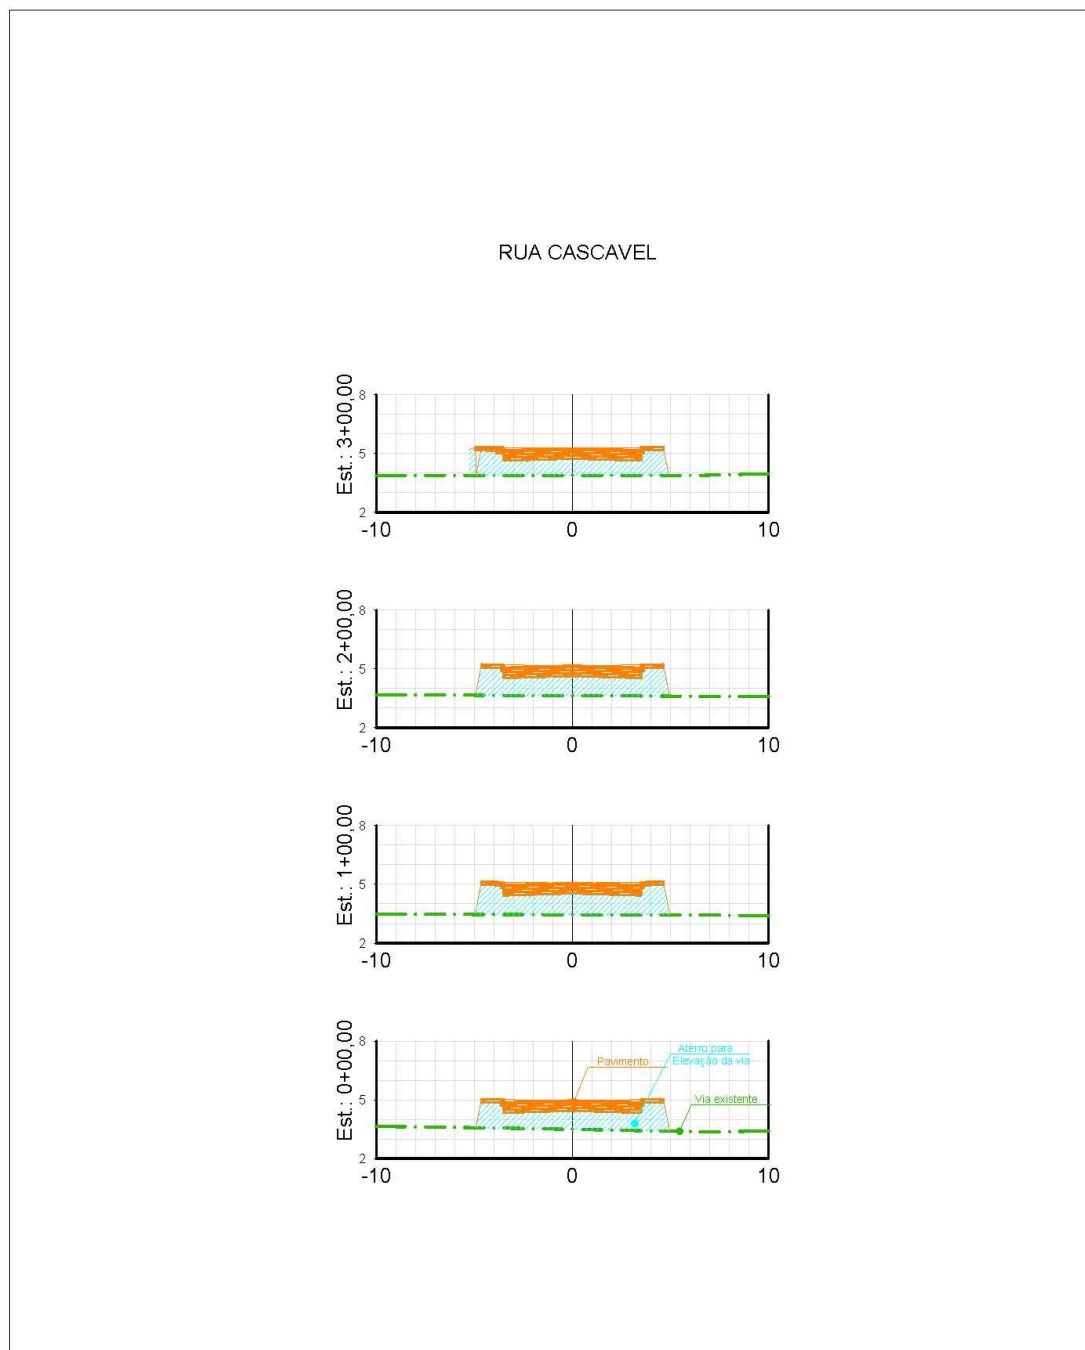 RUA CASCAVEL
Est.: 3+00,00
8
5
2
-10
0
10
Est.: 2+00,00
8
5
2
-10
0
10
Est.: 1+00,00
8
5
2
-10
0
10
Est.: 0+00,00
8
5
2
-10
0
10
Pavimento
Aterro para
Elevação da via
Via existente